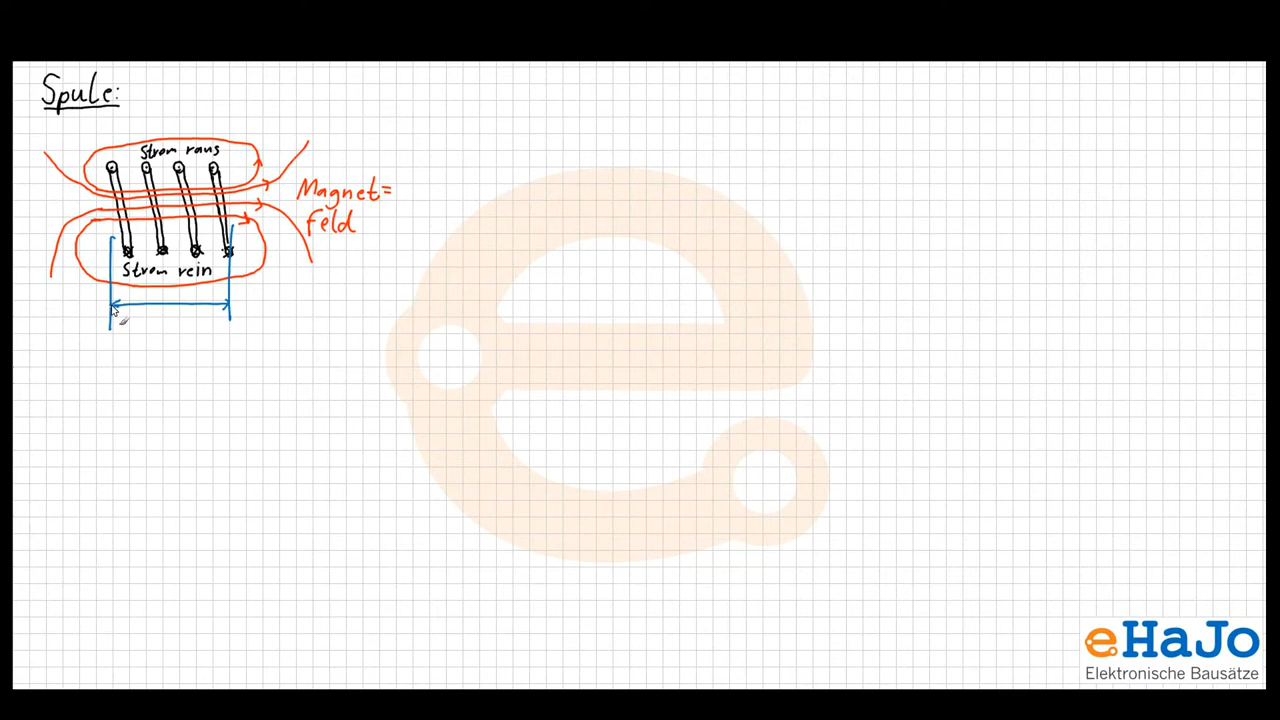 Spule:
Strom raus
Magnet=
feld
Strom rein
eHaJo
Elektronische Bausätze